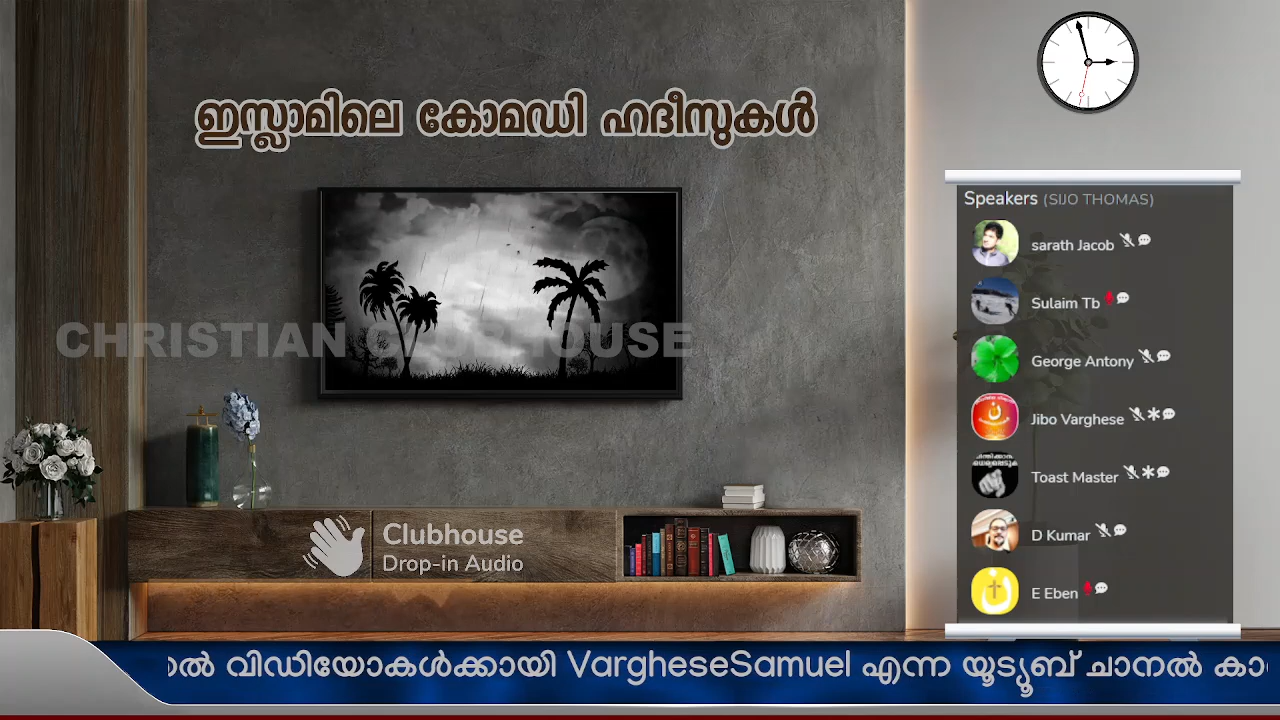 ഇസ്ലാമിലെ കോമഡി ഹദീസുകൾ
CHRISTIAN CLUBHOUSE
Clubhouse
Drop-in Audio
Speakers (SIJO THOMAS)
sarath Jacob
Sulaim Tb
George Antony
Jibo Varghese
Toast Master
D Kumar
E Eben
വിഡിയോകൾക്കായി VargheseSamuel എന്ന യൂട്യൂബ് ചാനൽ